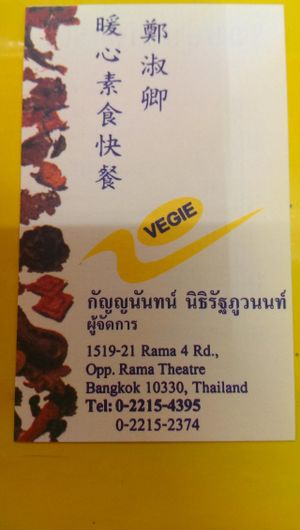 鄭淑卿
暖心素食快餐
VEGIE
กัญญนันทน์ นิธิรัฐภูวนนท์
ผู้จัดการ
1519-21 Rama 4 Rd.,
Opp. Rama Theatre
Bangkok 10330, Thailand
Tel: 0-2215-4395
0-2215-2374